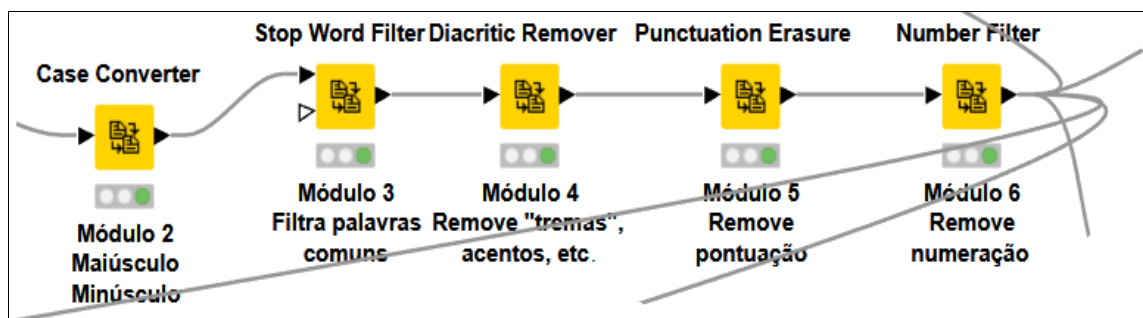 Case Converter
Módulo 2
Maiúsculo
Minúsculo
Stop Word Filter
Módulo 3
Filtra palavras
comuns
Diacritic Remover
Módulo 4
Remove "tremas",
acentos, etc.
Punctuation Erasure
Módulo 5
Remove
pontuação
Number Filter
Módulo 6
Remove
numeração